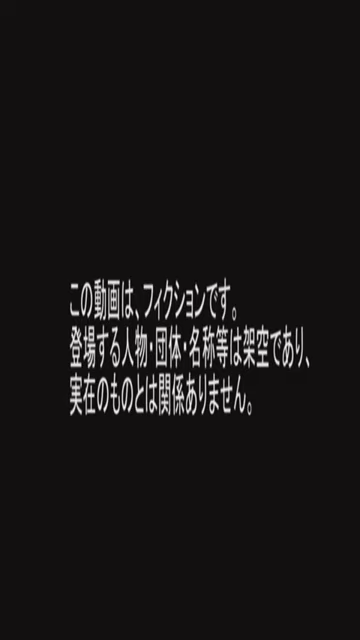 この動画は、フィクションです。
登場する人物・団体・名称等は架空であり、
実在のものとは関係ありません。